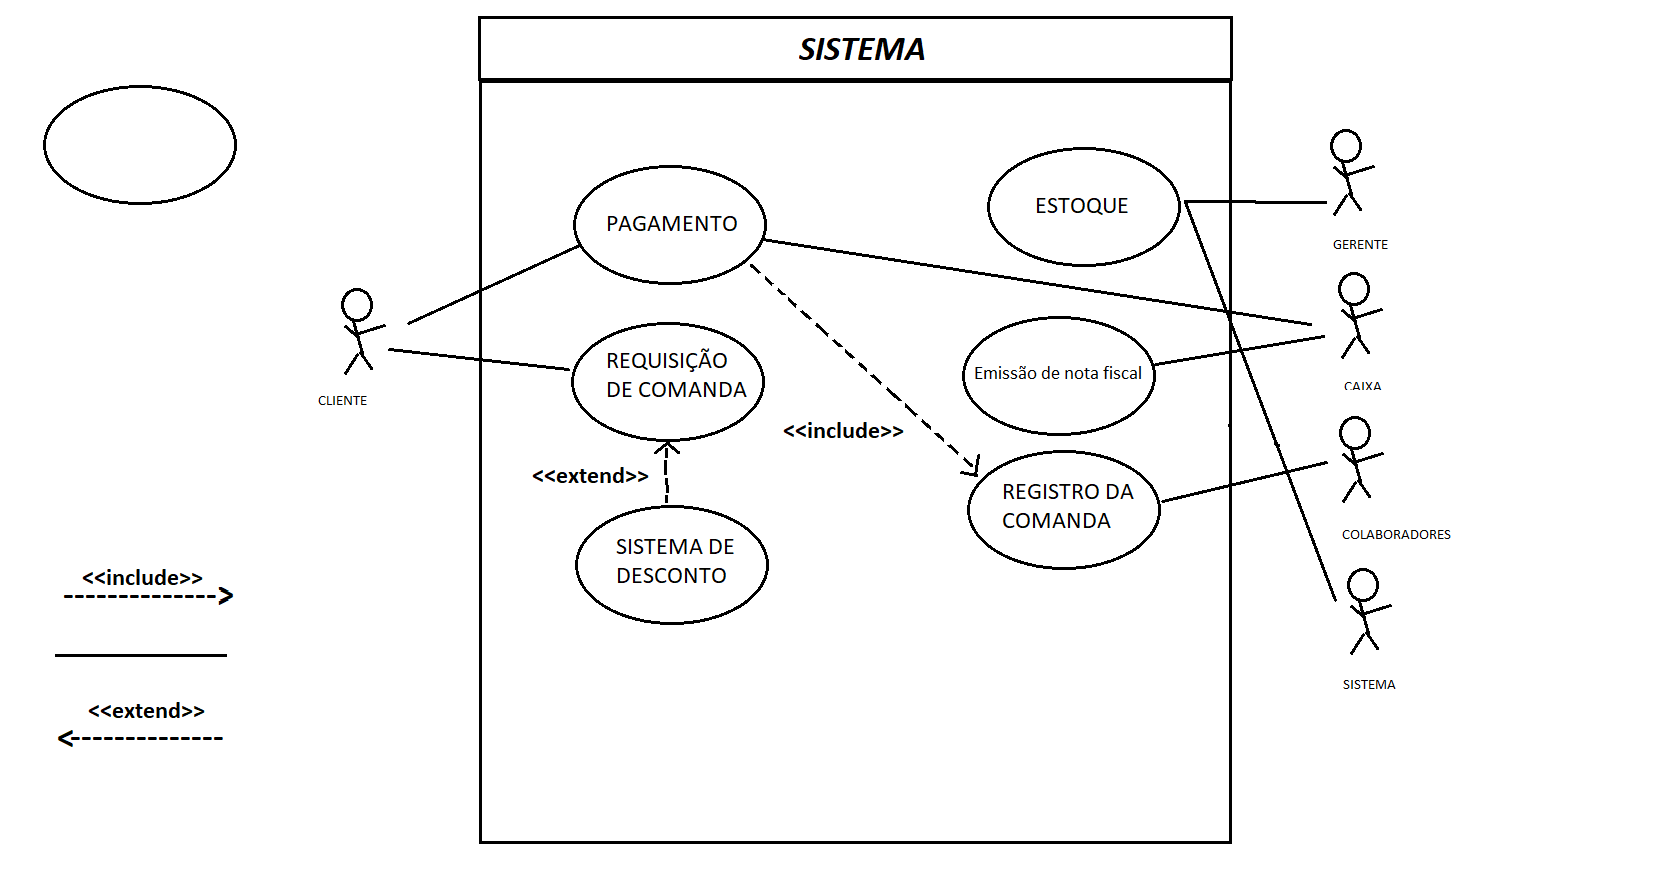 SISTEMA
PAGAMENTO
ESTOQUE
GERENTE
REQUISIÇÃO
DE COMANDA
Emissão de nota fiscal
CAIXA
CLIENTE
<<include>>
<<extend>>
REGISTRO DA
COMANDA
COLABORADORES
SISTEMA DE
DESCONTO
SISTEMA
<<include>>
<<extend>>